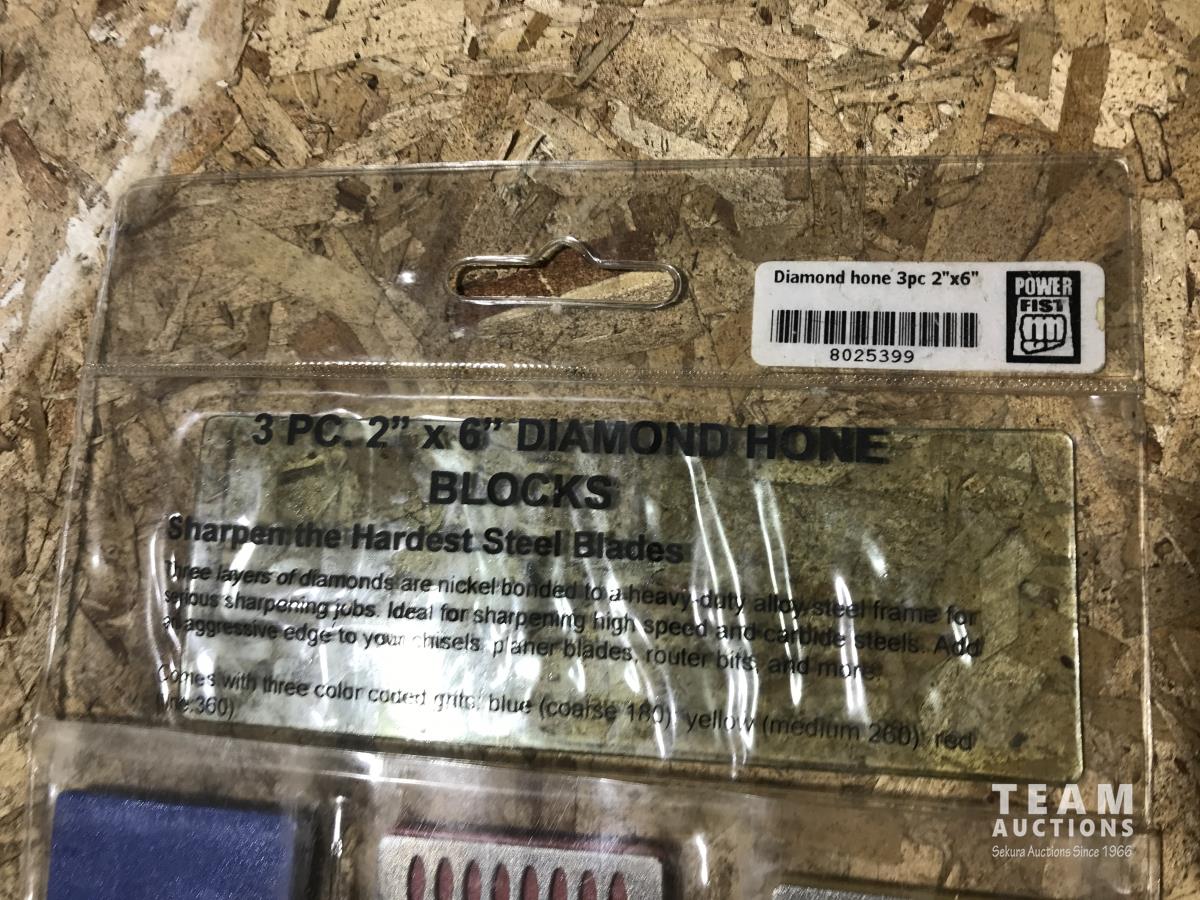 Diamond hone 3pc 2"x6"
POWER
FIST
8025399
3 PC. 2” x 6” DIAMOND HONE
BLOCKS
Sharpen the Hardest Steel Blades
Three layers of diamonds are nickel bonded to a heavy-duty alloy steel frame for
serious sharpening jobs. Ideal for sharpening high speed and carbide steels. Add
an aggressive edge to your chisels, planer blades, router bits, and more.
Comes with three color coded grits: blue (coarse 180) yellow (medium 260) red
(fine 360)
TEAM
AUCTIONS
Sekura Auctions Since 1966